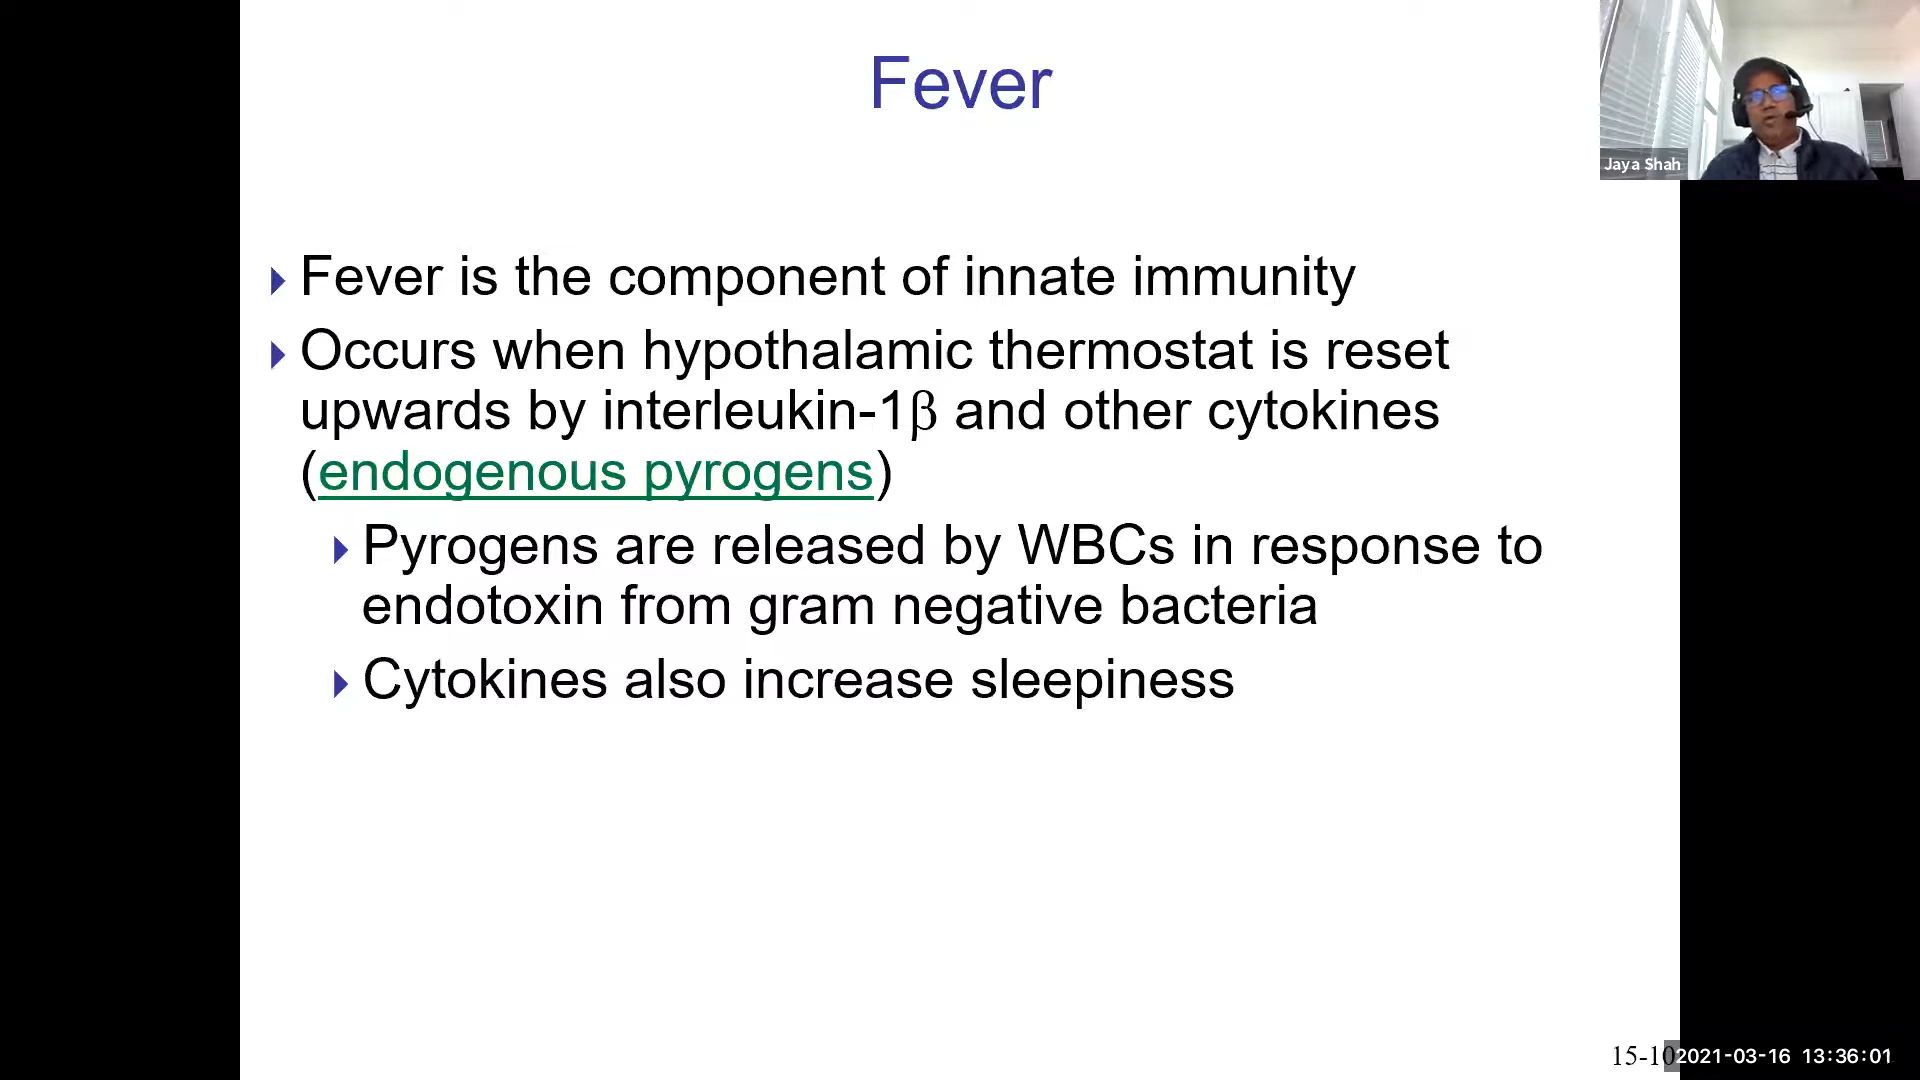 Fever
Jaya Shah
Fever is the component of innate immunity
Occurs when hypothalamic thermostat is reset
upwards by interleukin-1β and other cytokines
(endogenous pyrogens)
Pyrogens are released by WBCs in response to
endotoxin from gram negative bacteria
Cytokines also increase sleepiness
15-10
2021-03-16 13:36:01